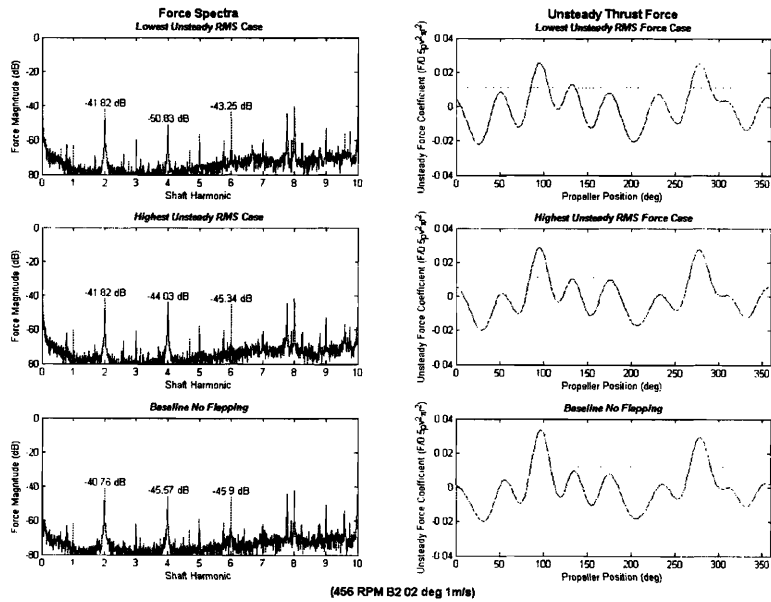 Force Spectra
Lowest Unsteady RMS Case
Force Magnitude (dB)
0
-20
-40
-60
80
-41.82 dB
-50.83 dB
-43.25 dB
0 1 2 3 4 5 6 7 8 9 10
Shaft Harmonic
Highest Unsteady RMS Case
Force Magnitude (dB)
0
-20
-40
-60
-80
-41.82 dB
-44.03 dB
-45.34 dB
0 1 2 3 4 5 6 7 8 9 10
Shaft Harmonic
Baseline No Flapping
Force Magnitude (dB)
0
-20
-40
-60
-80
-40.76 dB
-45.57 dB
-45.9 dB
0 1 2 3 4 5 6 7 8 9 10
Shaft Harmonic
Unsteady Thrust Force
Lowest Unsteady RMS Force Case
Unsteady Force Coefficient
0.04
0.02
0
-0.02
-0.04
0 50 100 150 200 250 300 350
Propeller Position (deg)
Highest Unsteady RMS Force Case
Unsteady Force Coefficient
0.04
0.02
0
-0.02
-0.04
0 50 100 150 200 250 300 350
Propeller Position (deg)
Baseline No Flapping
Unsteady Force Coefficient
0.04
0.02
0
-0.02
-0.04
0 50 100 150 200 250 300 350
Propeller Position (deg)
(456 RPM B2 02 deg 1m/s)